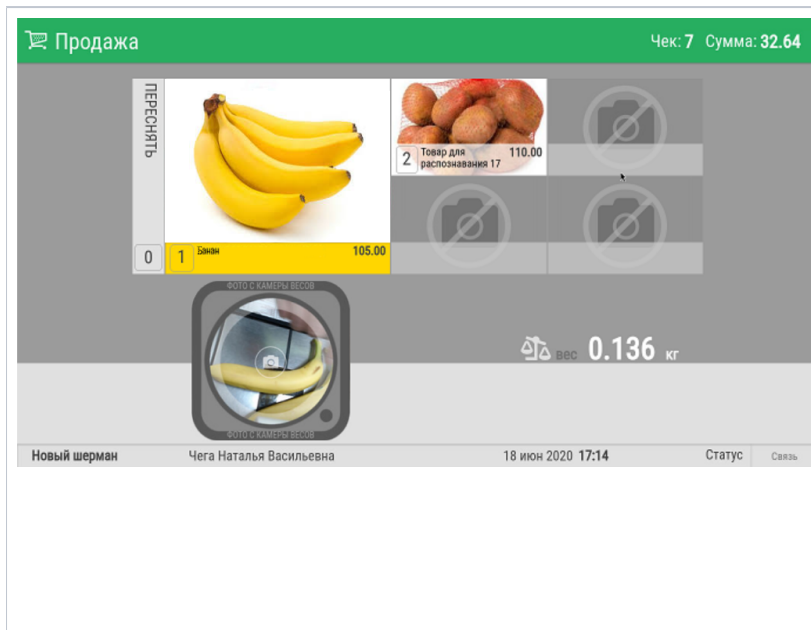 Продажа
Чек: 7 Сумма: 32.64
ПЕРЕСНЯТЬ
0
1 Банан 105.00
2 Товар для распознавания 17 110.00
ФОТО С КАМЕРЫ ВЕСОВ
ФОТО С КАМЕРЫ ВЕСОВ
вес 0.136 кг
Новый шерман Чега Наталья Васильевна 18 июн 2020 17:14 Статус Связь